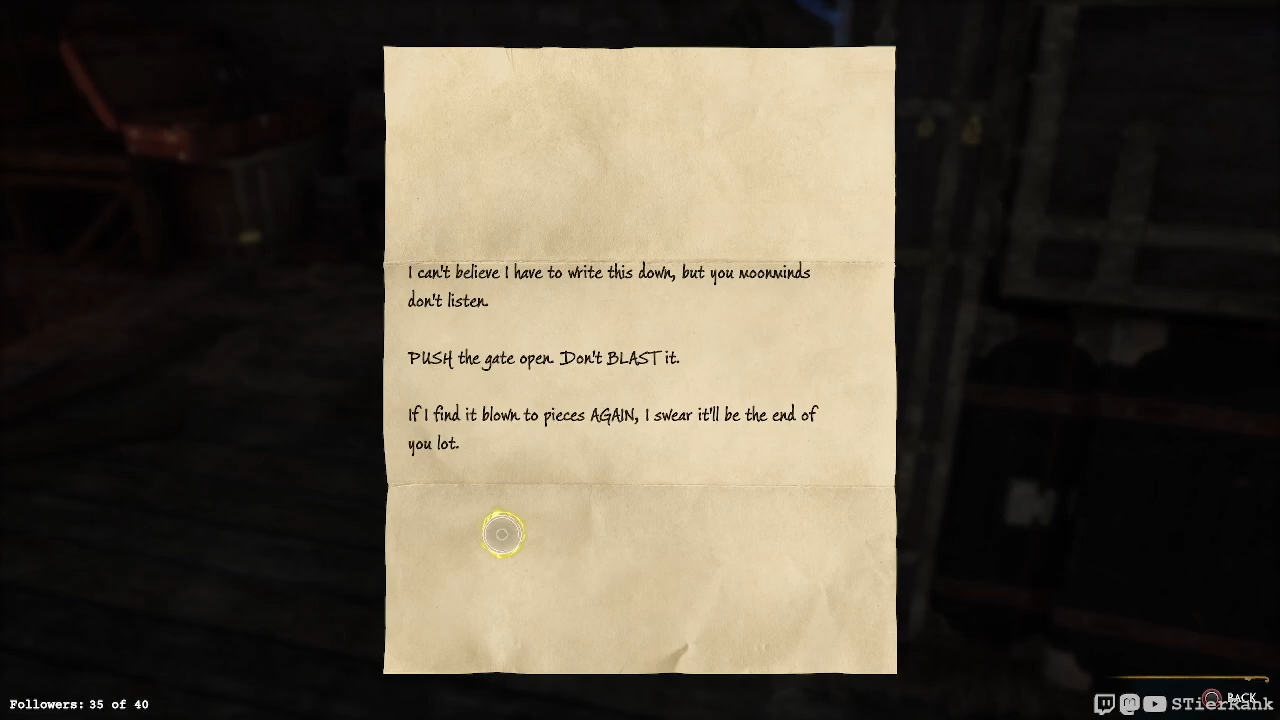 I can't believe I have to write this down, but you moonminds
don't listen.
PUSH the gate open. Don't BLAST it.
If I find it blown to pieces AGAIN, I swear it'll be the end of
you lot.
Followers: 35 of 40
BACK
STierRank